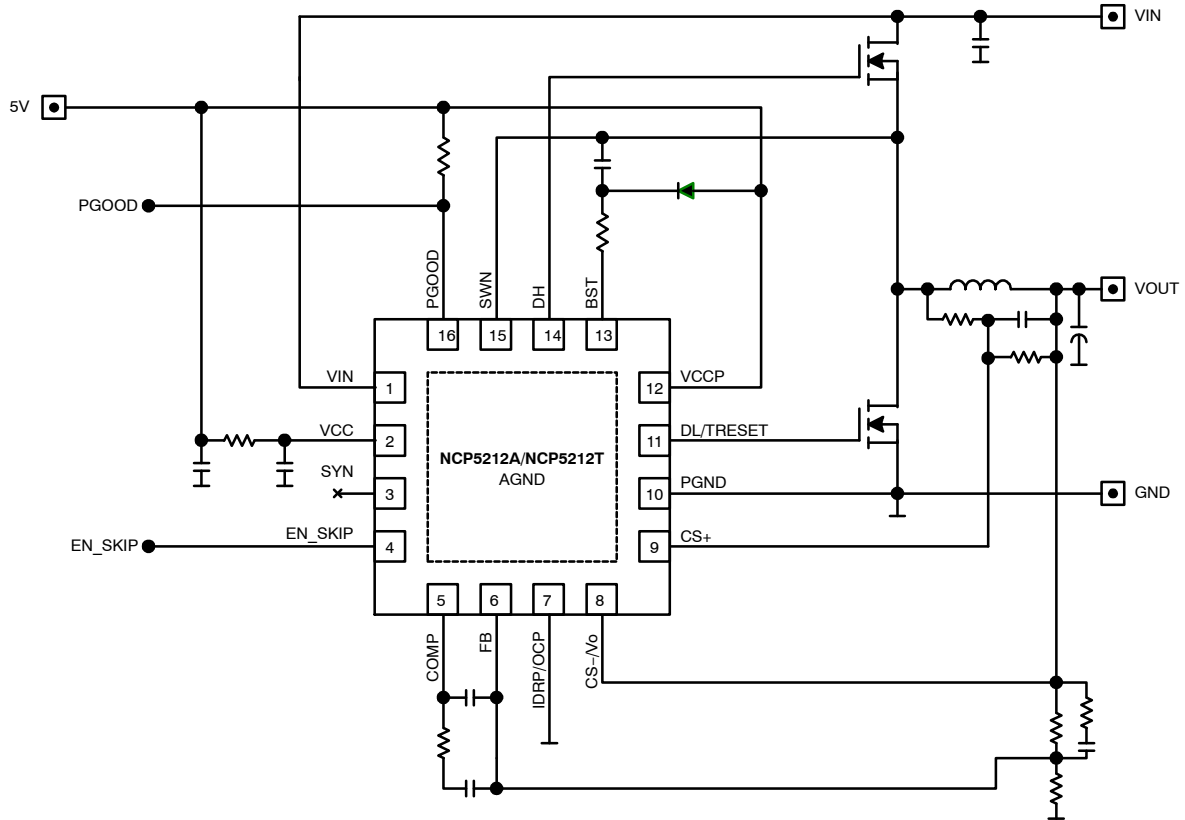 VIN
5V
PGOOD
PGOOD
SWN
DH
BST
16
15
14
13
VOUT
VIN
1
12
VCCP
VCC
2
11
DL/TRESET
NCP5212A/NCP5212T
AGND
SYN
3
10
PGND
GND
EN_SKIP
EN_SKIP
4
9
CS+
5
6
7
8
COMP
FB
IDRP/OCP
CS−/Vo